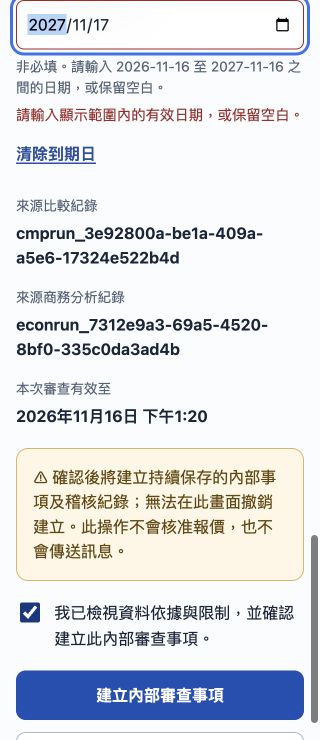 2027/11/17
非必填。請輸入 2026-11-16 至 2027-11-16 之
間的日期，或保留空白。
請輸入顯示範圍內的有效日期，或保留空白。
清除到期日
來源比較紀錄
cmprun_3e92800a-be1a-409a-
a5e6-17324e522b4d
來源商務分析紀錄
econrun_7312e9a3-69a5-4520-
8bf0-335c0da3ad4b
本次審查有效至
2026年11月16日 下午1:20
⚠ 確認後將建立持續保存的內部事
項及稽核紀錄；無法在此畫面撤銷
建立。此操作不會核准報價，也不
會傳送訊息。
我已檢視資料依據與限制，並確認
建立此內部審查事項。
建立內部審查事項